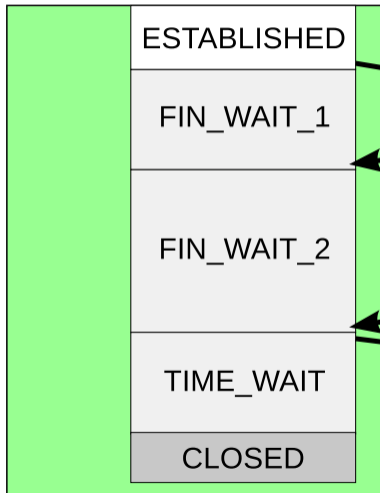 ESTABLISHED
FIN_WAIT_1
FIN_WAIT_2
TIME_WAIT
CLOSED